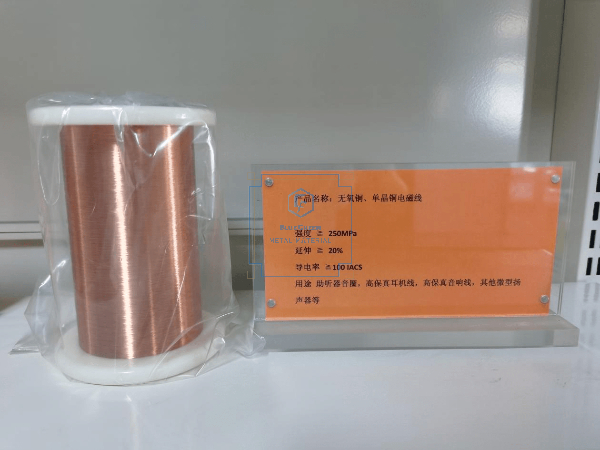 产品名称：无氧铜、单晶铜电磁线
强度 ≥ 250MPa
延伸 ≥ 20%
导电率 ≥100 IACS
用途 助听器音圈，高保真耳机线，高保真音响线，其他微型扬
声器等
METAL MATERIAL